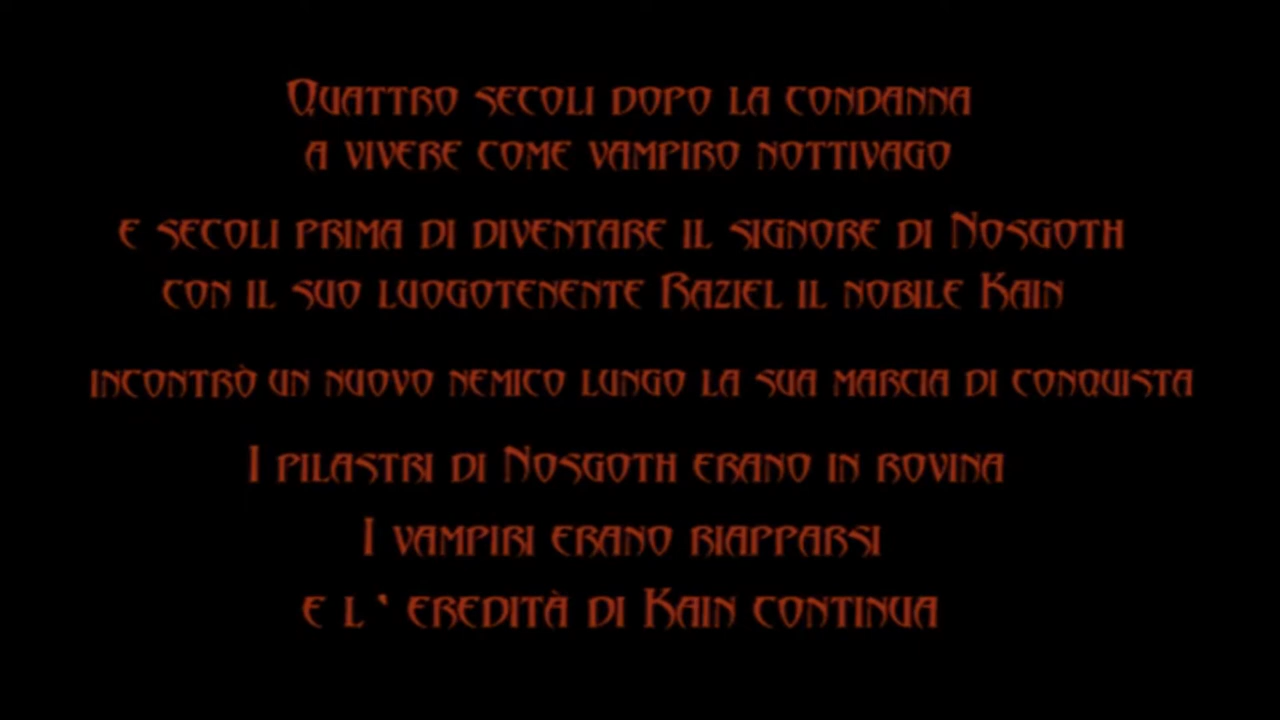 Quattro secoli dopo la condanna
a vivere come vampiro nottivago
e secoli prima di diventare il signore di Nosgoth
con il suo luogotenente Raziel il nobile Kain
incontrò un nuovo nemico lungo la sua marcia di conquista
I pilastri di Nosgoth erano in rovina
I vampiri erano riapparsi
e l ' eredità di Kain continua